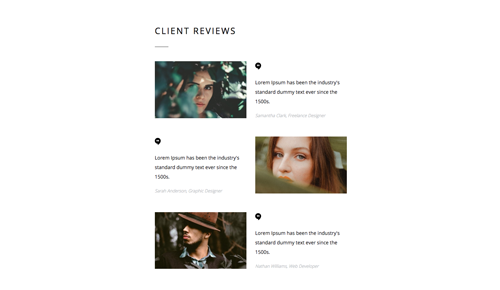 CLIENT REVIEWS
Lorem Ipsum has been the industry's
standard dummy text ever since the
1500s.
Samantha Clark, Freelance Designer
Lorem Ipsum has been the industry's
standard dummy text ever since the
1500s.
Sarah Anderson, Graphic Designer
Lorem Ipsum has been the industry's
standard dummy text ever since the
1500s.
Williams, Web Developer